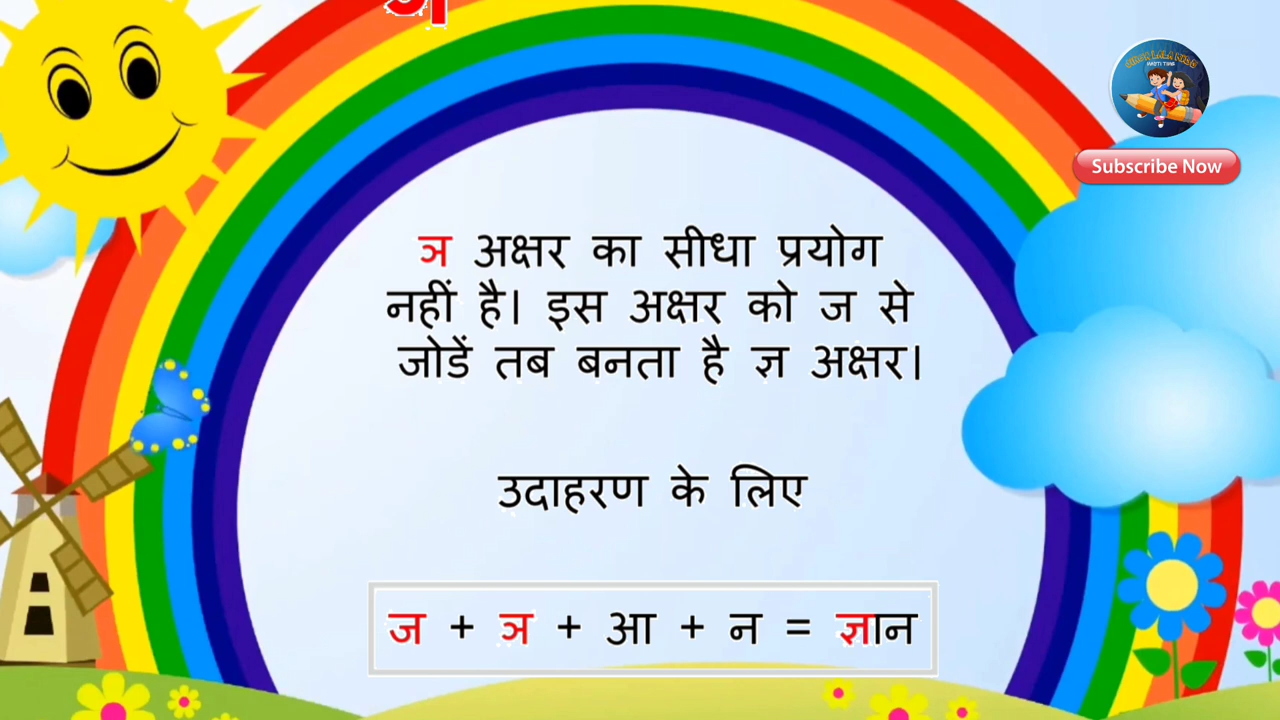 Subscribe Now
ञ अक्षर का सीधा प्रयोग
नहीं है। इस अक्षर को ज से
जोडें तब बनता है ज्ञ अक्षर।
उदाहरण के लिए
ज + ञ + आ + न = ज्ञान